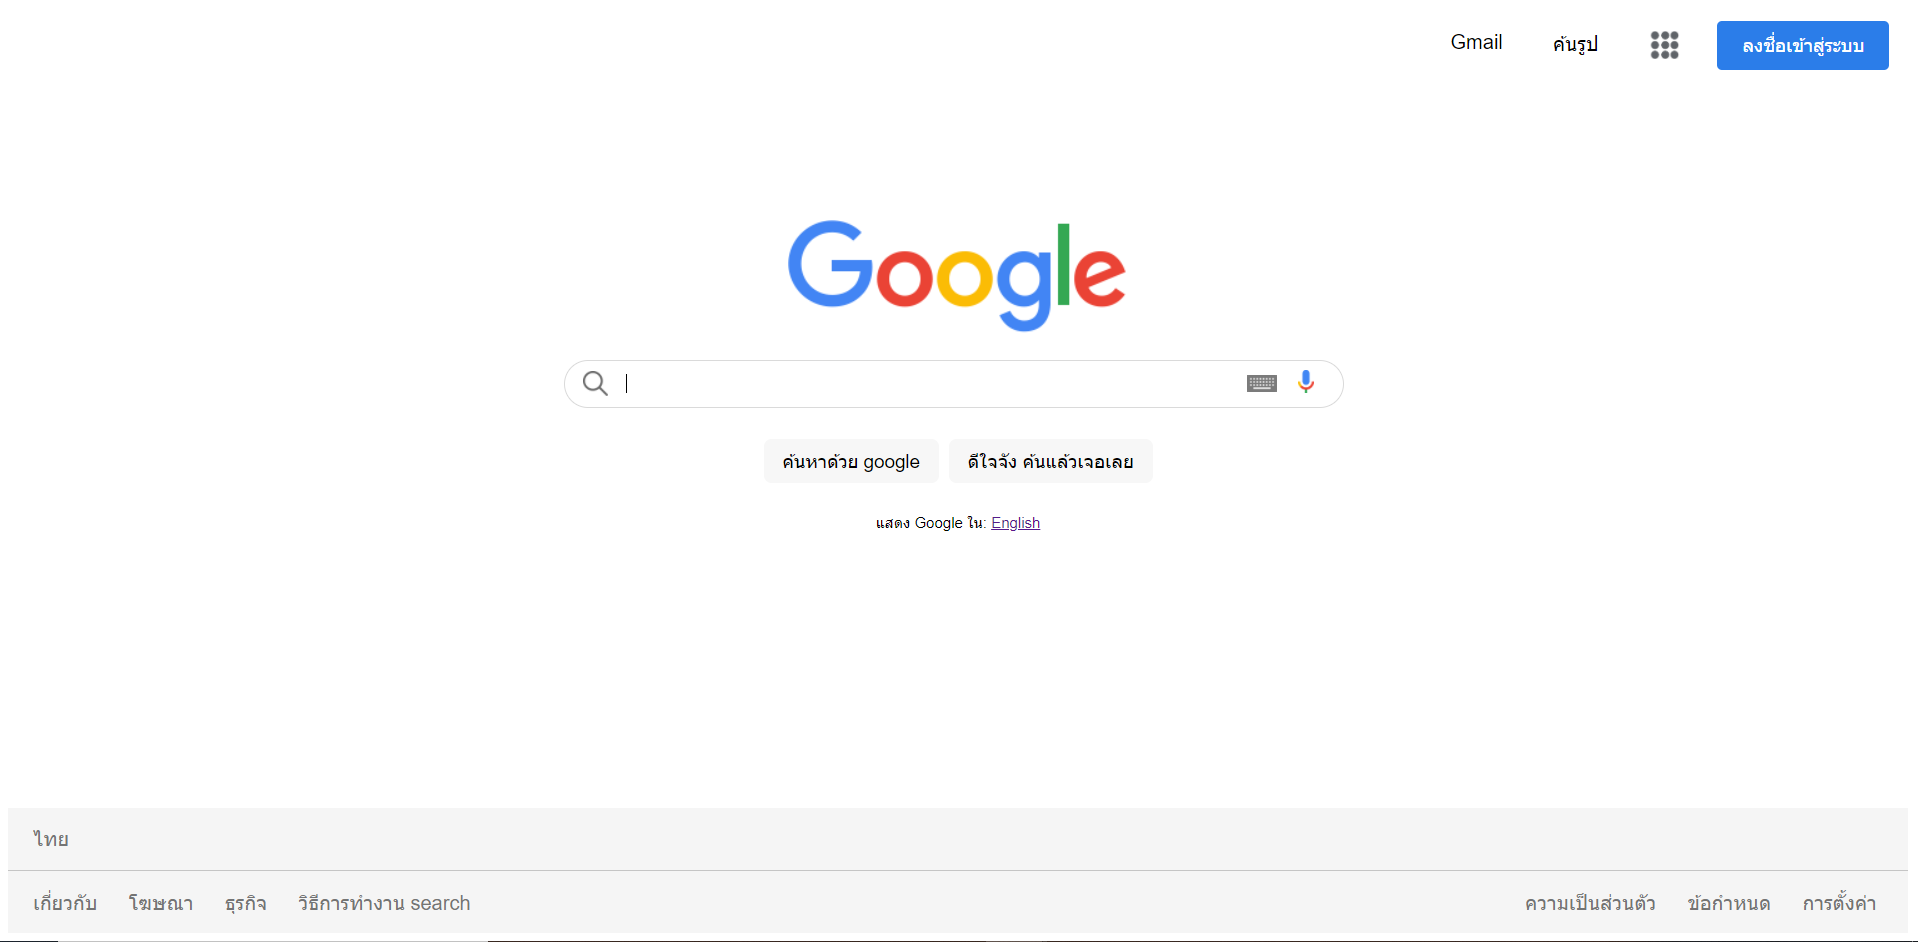 Gmail ค้นรูป ลงชื่อเข้าสู่ระบบ
Google
ค้นหาด้วย google ดีใจจัง ค้นแล้วเจอเลย
แสดง Google ใน: English
ไทย
เกี่ยวกับ โฆษณา ธุรกิจ วิธีการทำงาน search ความเป็นส่วนตัว ข้อกำหนด การตั้งค่า